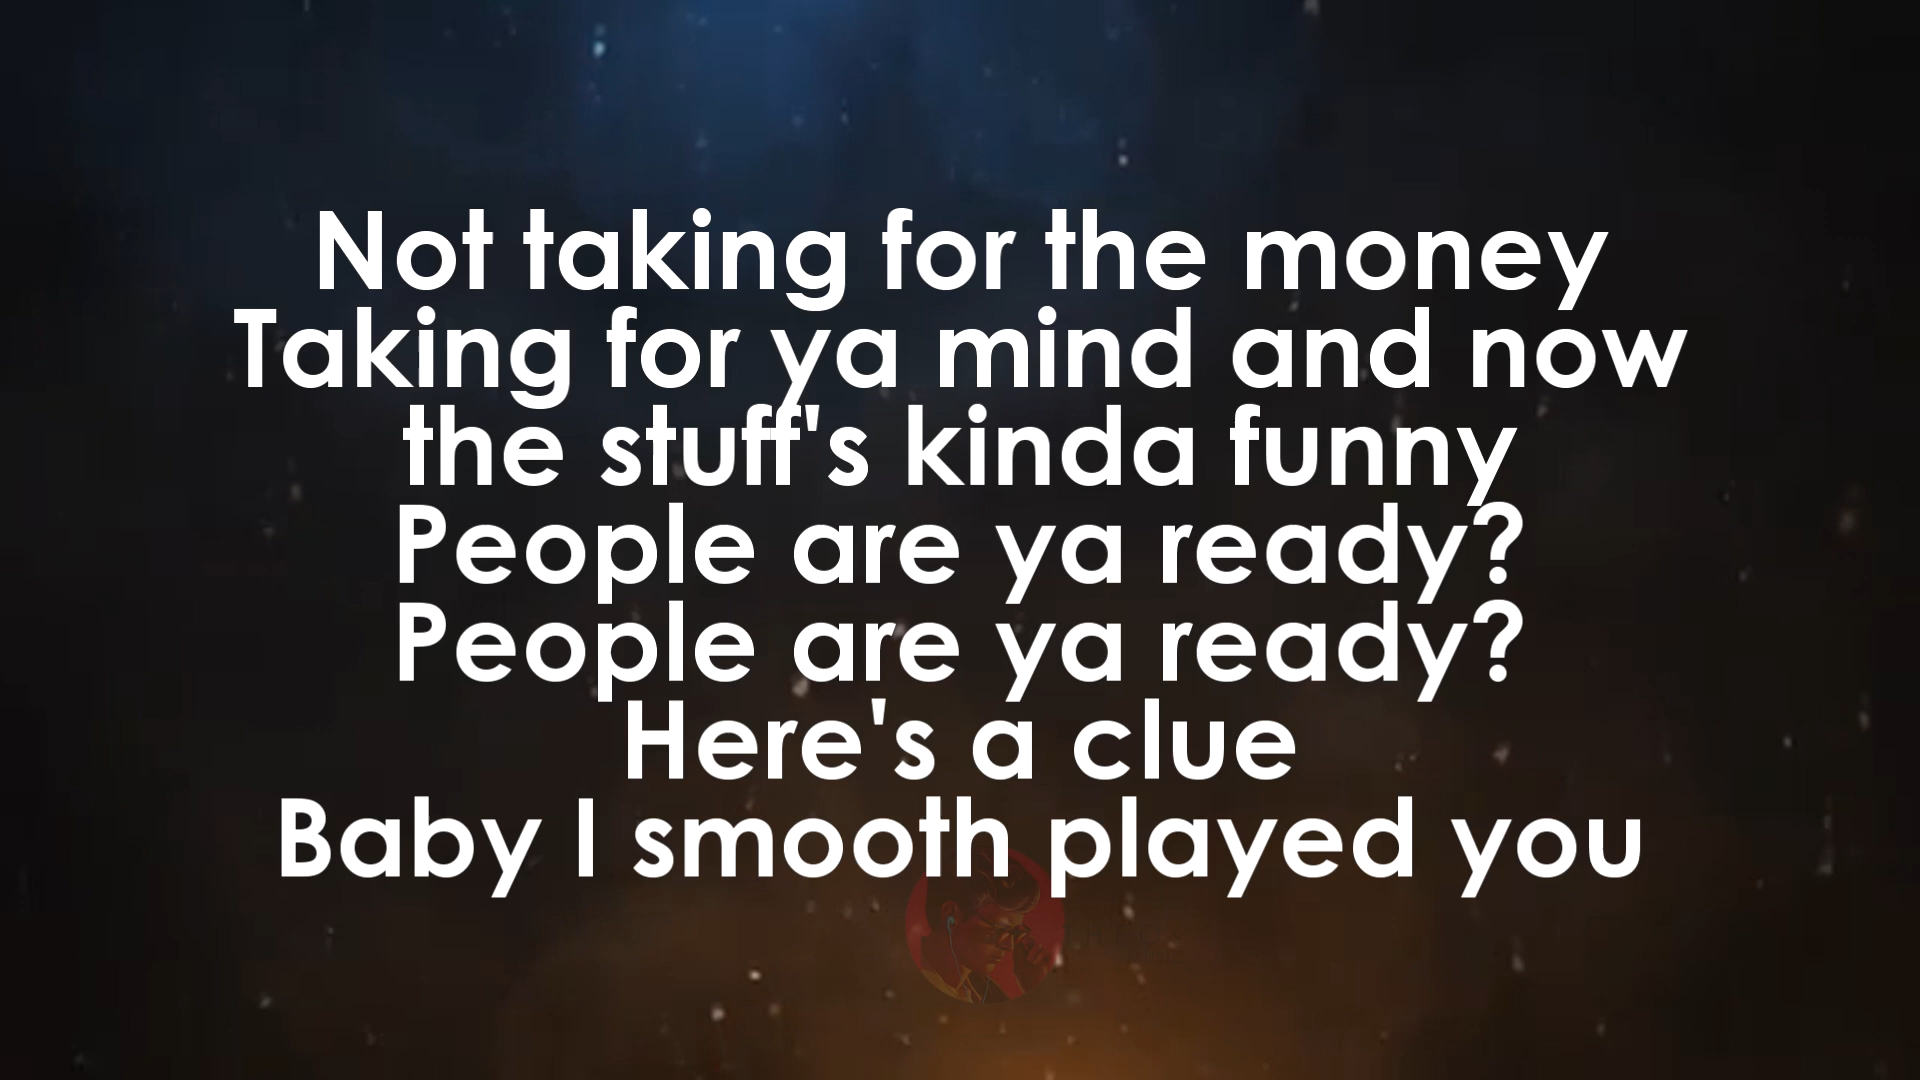 Not taking for the money
Taking for ya mind and now
the stuff's kinda funny
People are ya ready?
People are ya ready?
Here's a clue
Baby I smooth played you